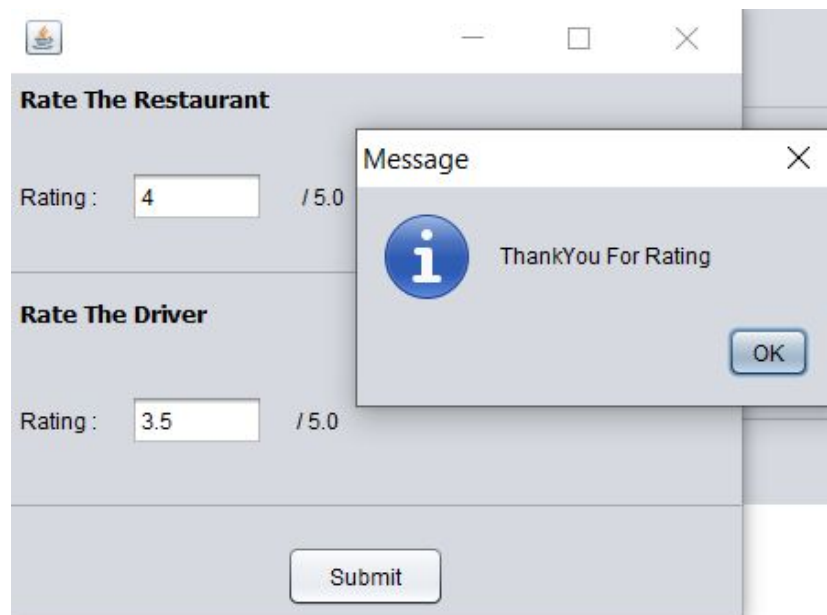 Rate The Restaurant
Rating : 4 / 5.0
Message
ThankYou For Rating
OK
Rate The Driver
Rating : 3.5 / 5.0
Submit